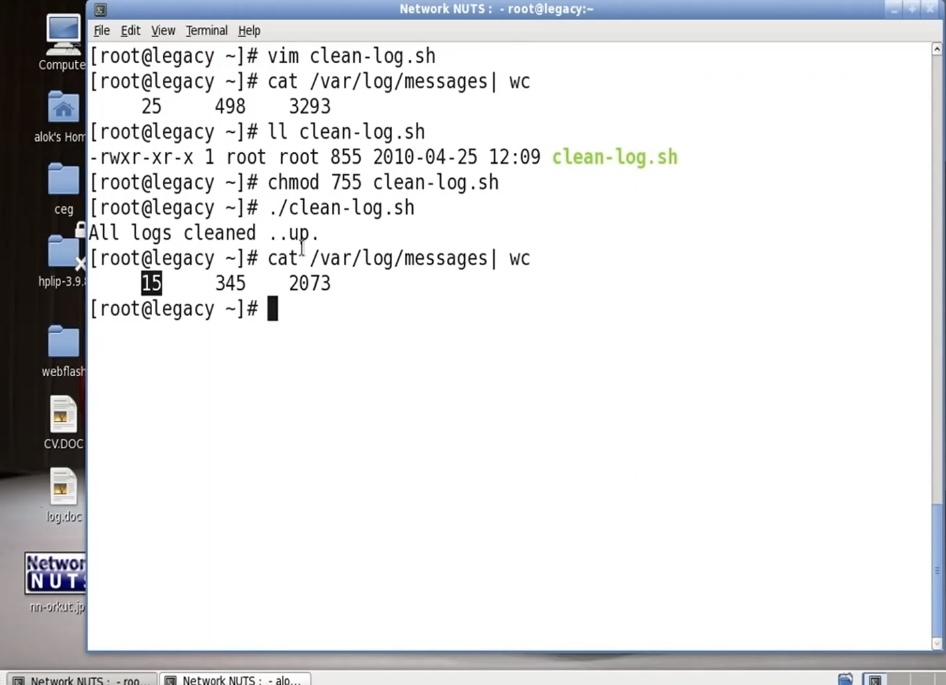 Network NUTS : - root@legacy:~
File Edit View Terminal Help
[root@legacy ~]# vim clean-log.sh
[root@legacy ~]# cat /var/log/messages| wc
25 498 3293
[root@legacy ~]# ll clean-log.sh
-rwxr-xr-x 1 root root 855 2010-04-25 12:09 clean-log.sh
[root@legacy ~]# chmod 755 clean-log.sh
[root@legacy ~]# ./clean-log.sh
All logs cleaned ..up.
[root@legacy ~]# cat /var/log/messages| wc
15 345 2073
[root@legacy ~]#
Compute
alok's Hom
ceg
hplip-3.9.
webflash
CV.DOC
log.doc
Networ
NUTS
nn-orkut.jp
Network NUTS : - roo...
Network NUTS : - alo...